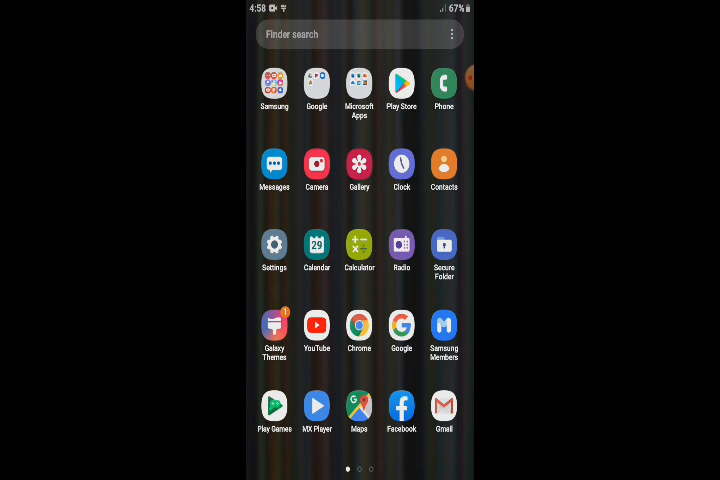 4:58 67%
Finder search
Samsung Google Microsoft Apps Play Store Phone
Messages Camera Gallery Clock Contacts
29
Settings Calendar Calculator Radio Secure Folder
1
Galaxy Themes YouTube Chrome Google Samsung Members
Play Games MX Player Maps Facebook Gmail